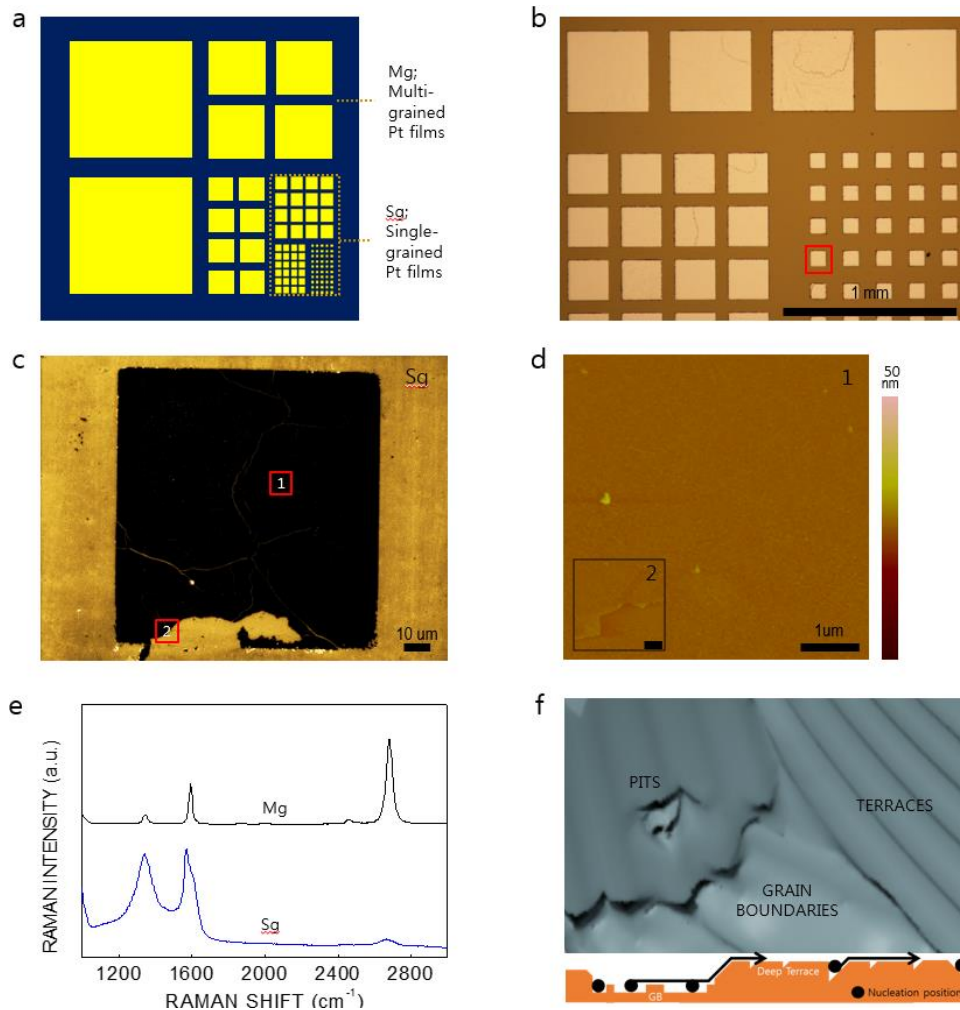 a
Mg;
Multi-
grained
Pt films
Sg;
Single-
grained
Pt films
b
1 mm
c
Sg
1
2
10 um
d
1
50
nm
2
1um
e
RAMAN INTENSITY (a.u.)
Mg
Sg
1200 1600 2000 2400 2800
RAMAN SHIFT (cm⁻¹)
f
PITS
TERRACES
GRAIN
BOUNDARIES
Deep Terrace
GB
Nucleation position